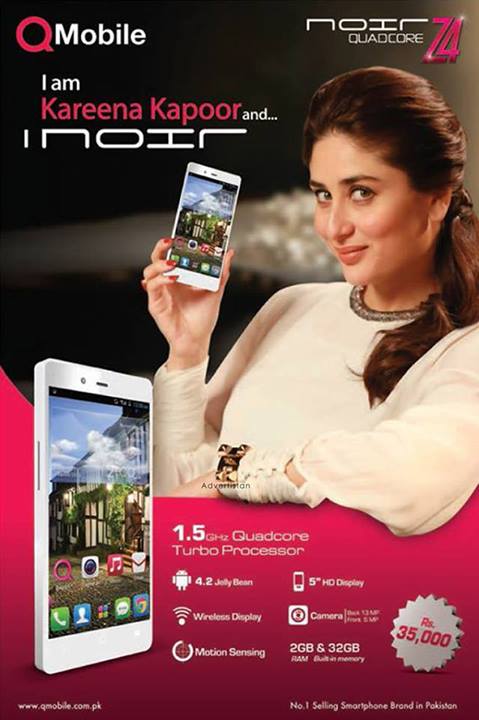 QMobile
noir
QUADCORE Z4
I am
Kareena Kapoor and...
I noir
Advertistan
1.5GHz Quadcore
Turbo Processor
4.2 Jelly Bean
5" HD Display
Wireless Display
Camera Back 13 MP
Front 5 MP
Motion Sensing
2GB & 32GB
RAM Built-in memory
Rs.
35,000
www.qmobile.com.pk
No.1 Selling Smartphone Brand in Pakistan